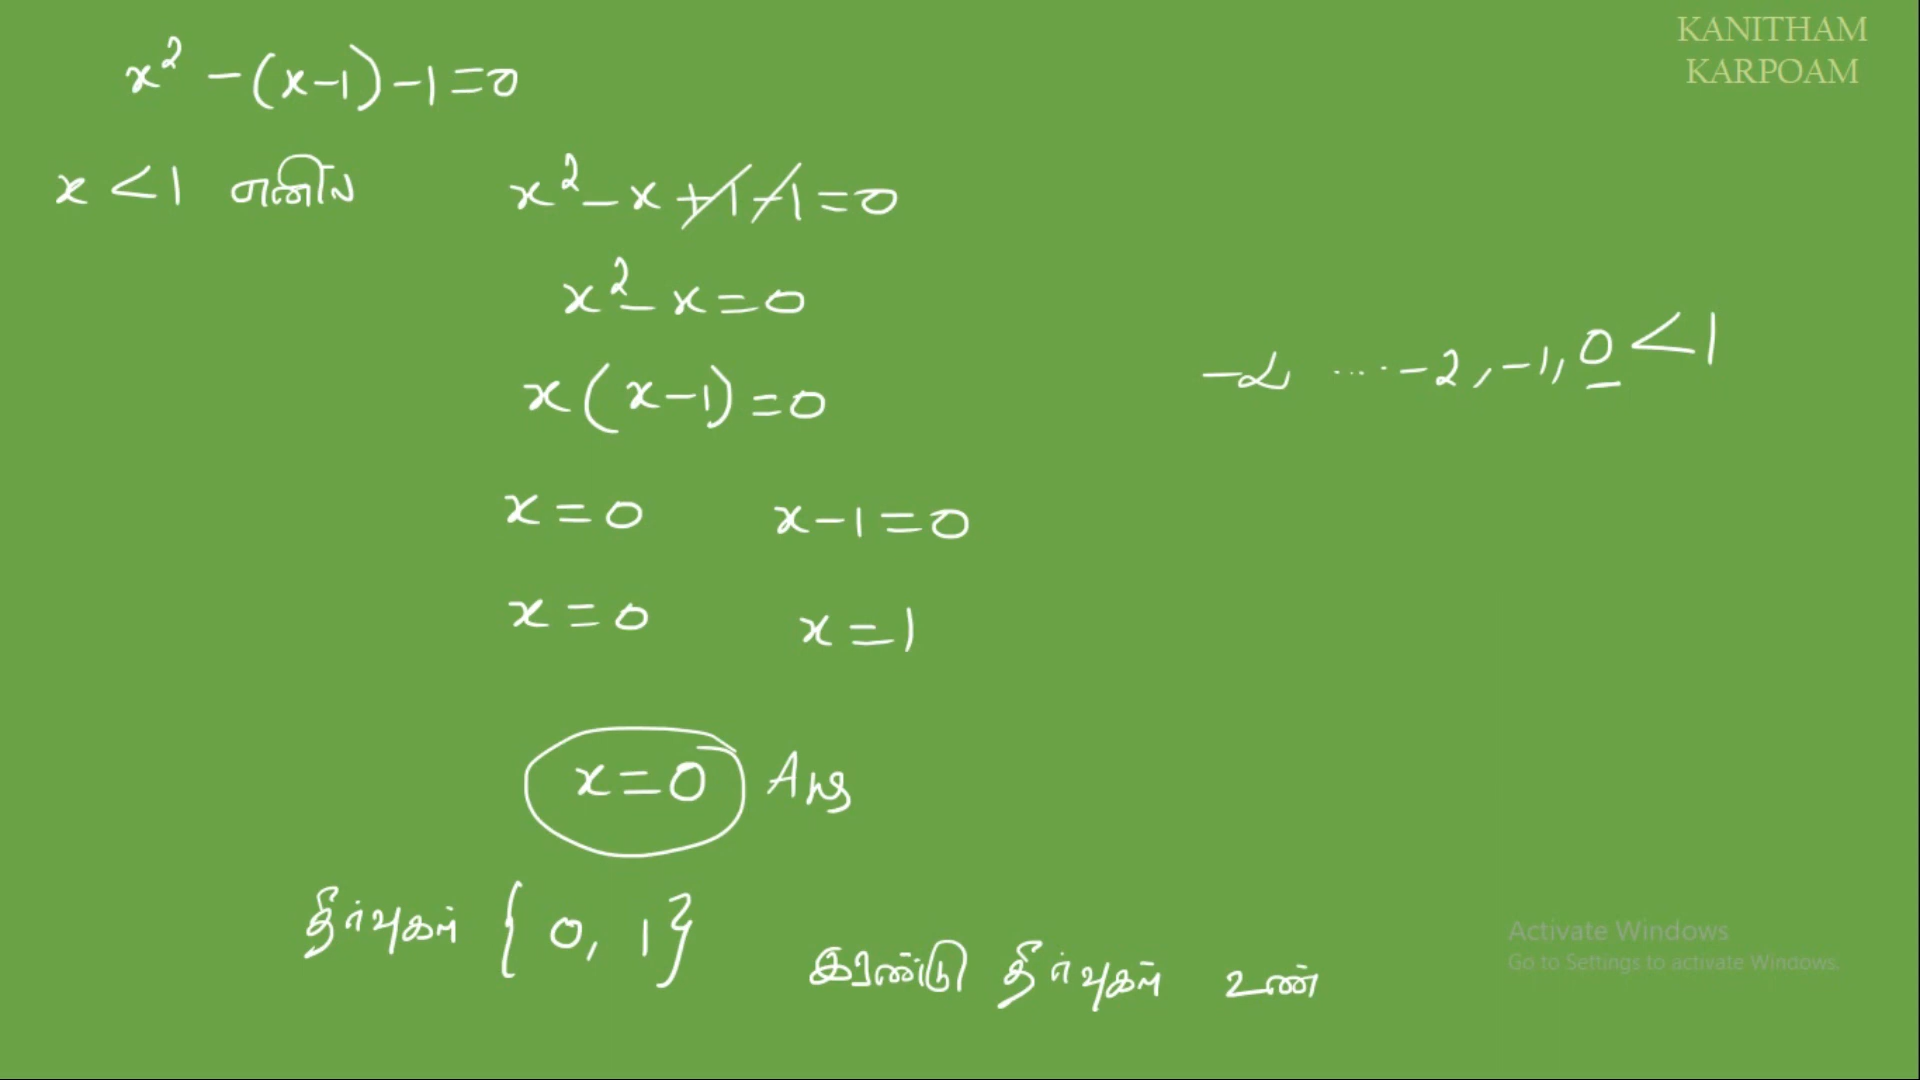 KANITHAM
KARPOAM
x² -(x-1)-1=0
x<1 எனில் x²-x+1-1=0
x²-x=0
-∞ ....-2,-1,0<1
x(x-1)=0
x=0 x-1=0
x=0 x=1
x=0 Ans
தீர்வுகள் {0, 1}
இரண்டு தீர்வுகள் உண்
Activate Windows
Go to Settings to activate Windows.